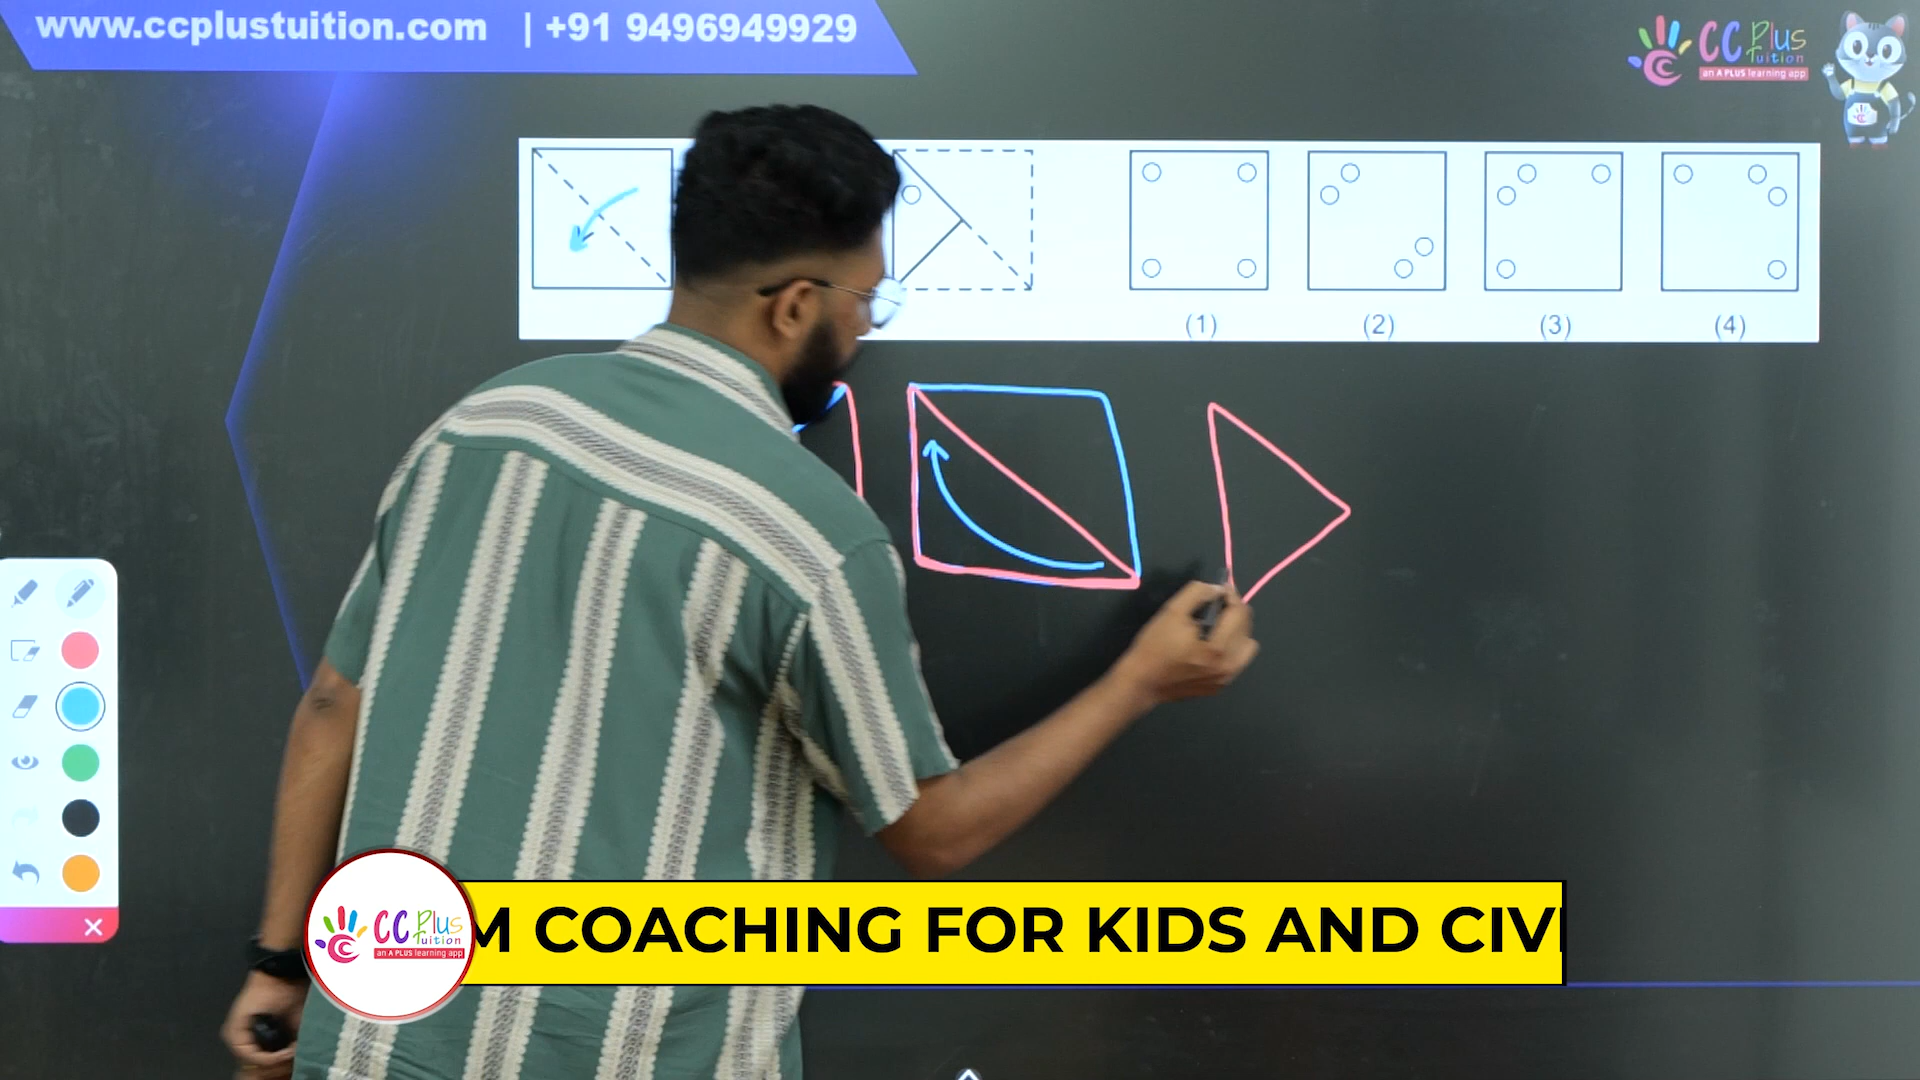 www.ccplustuition.com | +91 9496949929
CC Plus
Tuition
an A PLUS learning app
(1) (2) (3) (4)
CC Plus
Tuition
an A PLUS learning app
M COACHING FOR KIDS AND CIV